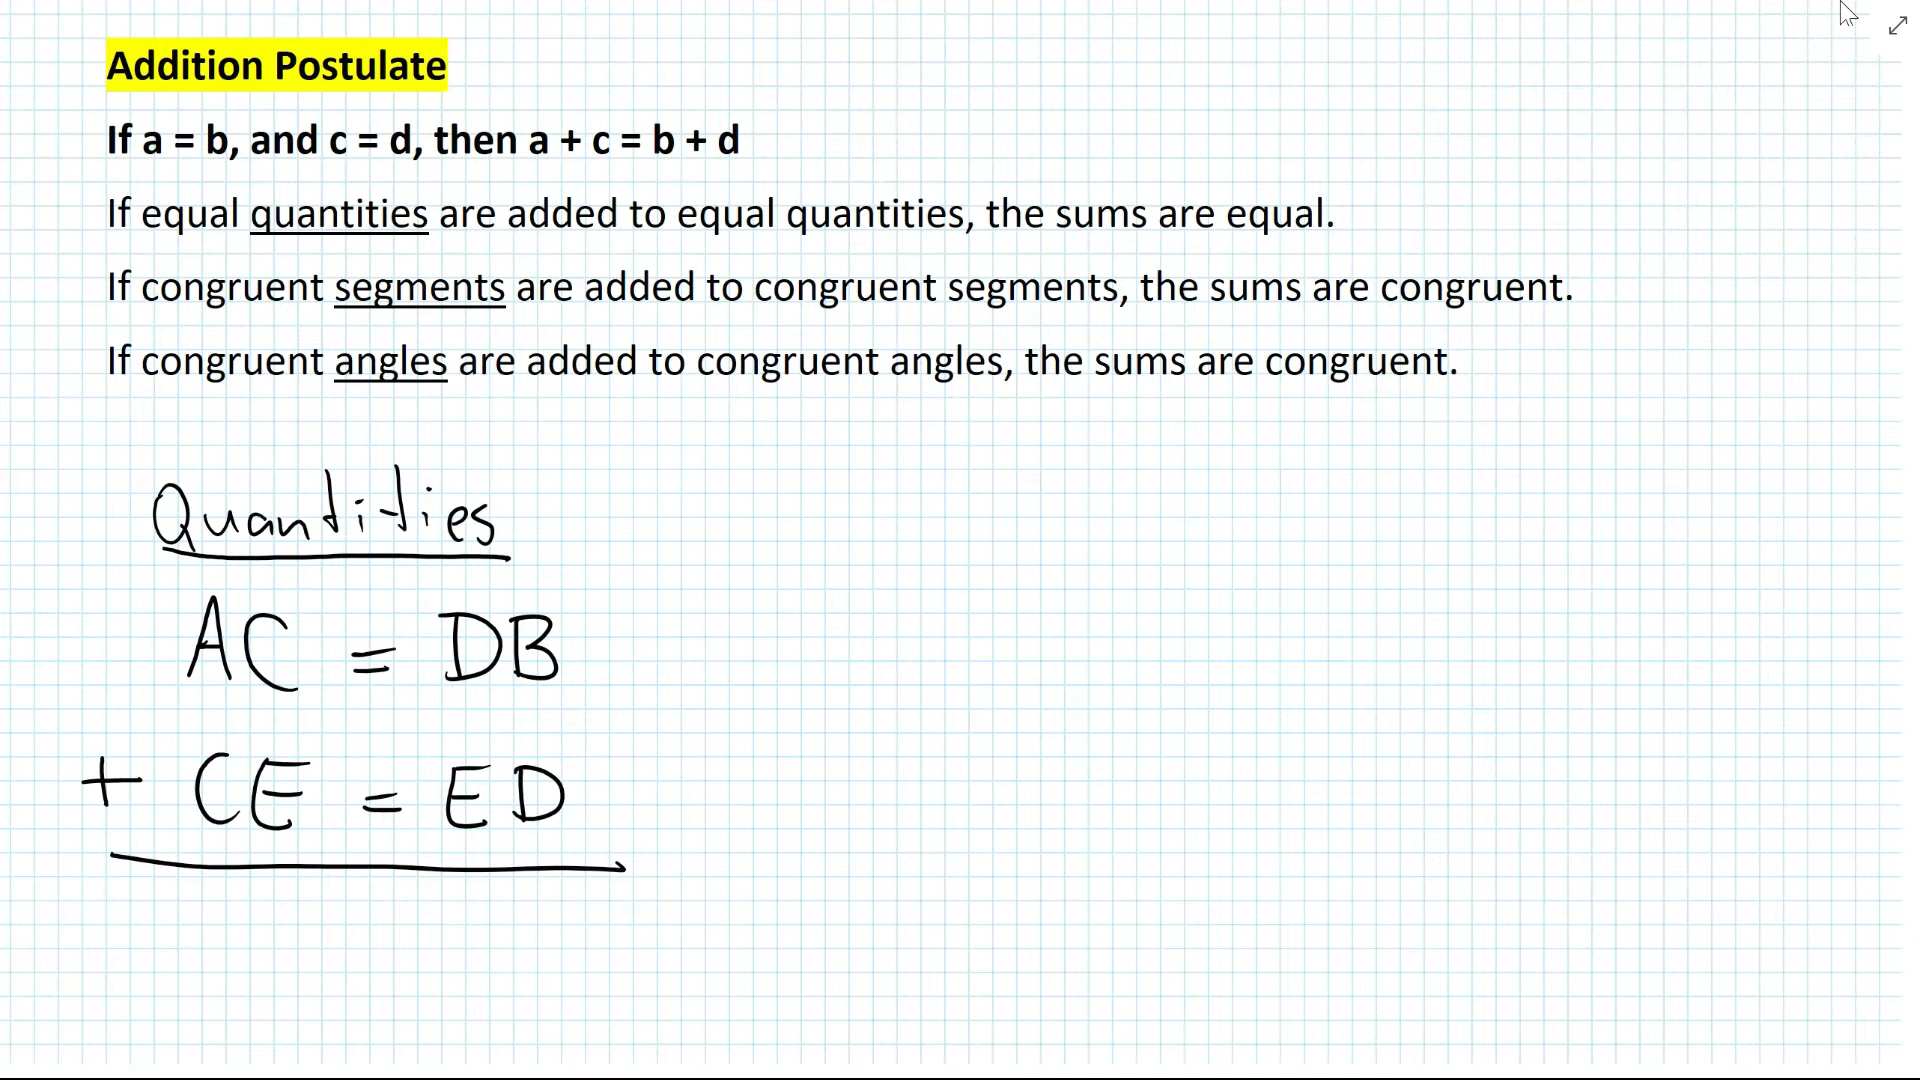 Addition Postulate
If a = b, and c = d, then a + c = b + d
If equal quantities are added to equal quantities, the sums are equal.
If congruent segments are added to congruent segments, the sums are congruent.
If congruent angles are added to congruent angles, the sums are congruent.
Quantities
AC = DB
+ CE = ED